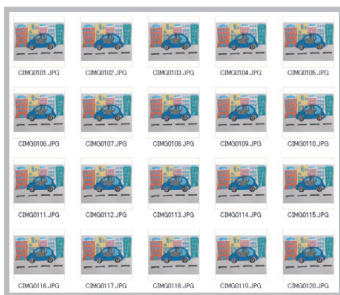 CIMG0101.JPG CIMG0102.JPG CIMG0103.JPG CIMG0104.JPG CIMG0105.JPG
CIMG0106.JPG CIMG0107.JPG CIMG0108.JPG CIMG0109.JPG CIMG0110.JPG
CIMG0111.JPG CIMG0112.JPG CIMG0113.JPG CIMG0114.JPG CIMG0115.JPG
CIMG0116.JPG CIMG0117.JPG CIMG0118.JPG CIMG0119.JPG CIMG0120.JPG